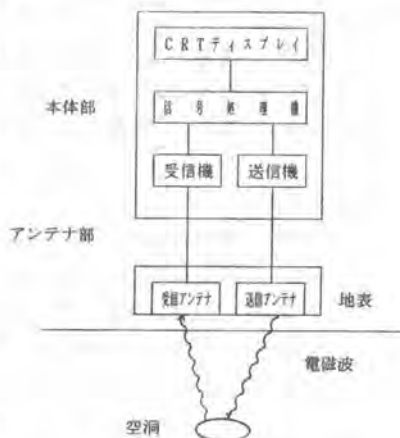 CRTディスプレイ
本体部
信号処理機
受信機 送信機
アンテナ部
受信アンテナ 送信アンテナ 地表
電磁波
空洞